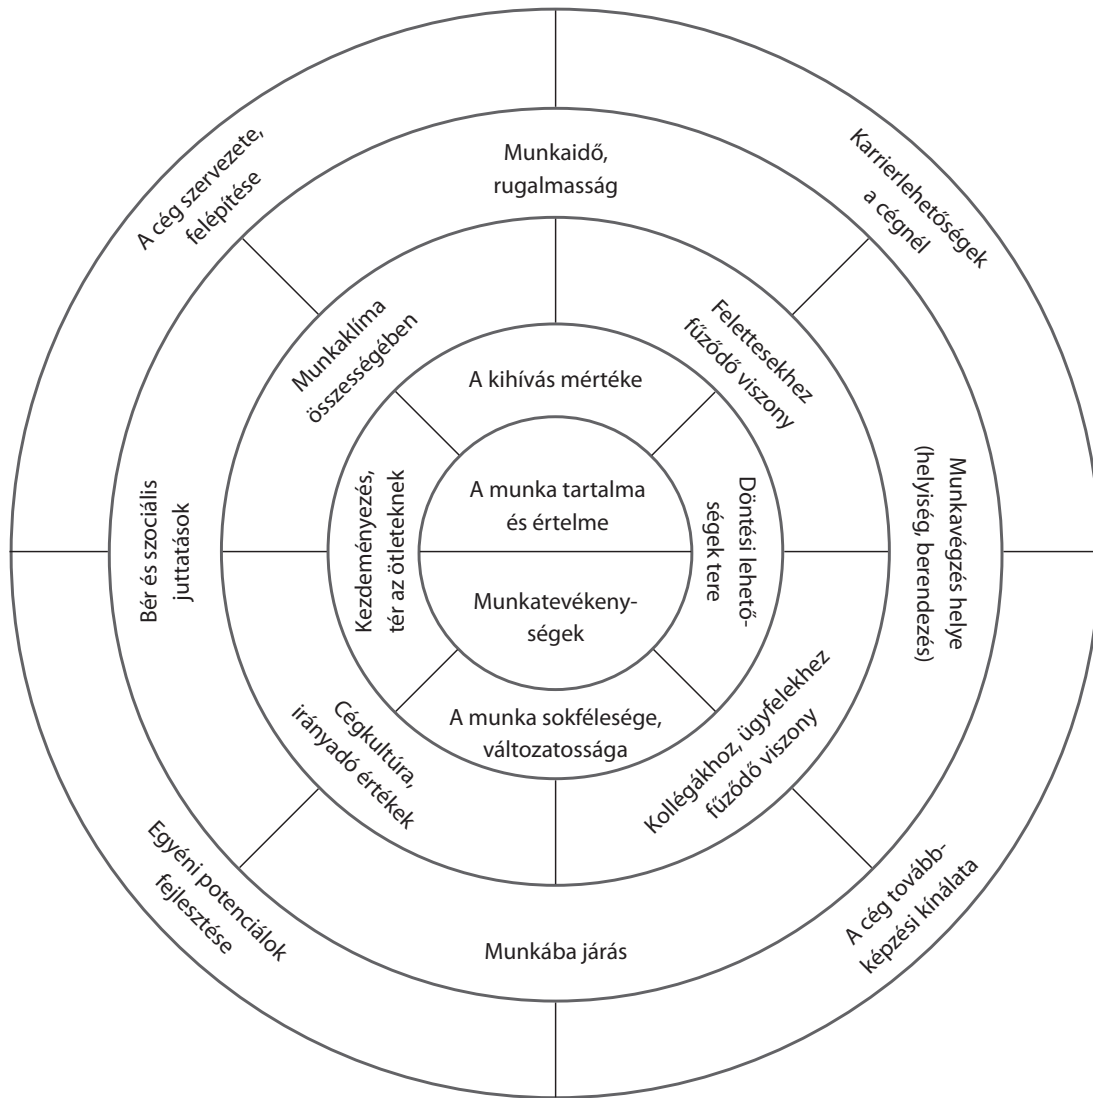 A cég szervezete,
felépítése
Munkaidő,
rugalmasság
Karrierlehetőségek
a cégnél
Munkaklíma
összességében
Felettesekhez
fűződő viszony
A kihívás mértéke
Bér és szociális
juttatások
Kezdeményezés,
tér az ötleteknek
A munka tartalma
és értelme
Munkatevékeny-
ségek
Döntési lehető-
ségek tere
Munkavégzés helye
(helyiség, berendezés)
A munka sokfélesége,
változatossága
Cégkultúra,
irányadó értékek
Kollégákhoz, ügyfelekhez
fűződő viszony
Egyéni potenciálok
fejlesztése
Munkába járás
A cég tovább-
képzési kínálata